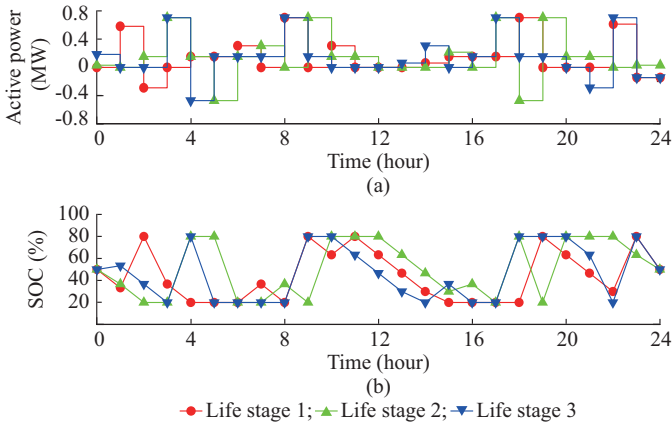 Active power
(MW)
0.8
0.4
0
-0.4
-0.8
0 4 8 12 16 20 24
Time (hour)
(a)
SOC (%)
100
80
60
40
20
0 4 8 12 16 20 24
Time (hour)
(b)
Life stage 1; Life stage 2; Life stage 3